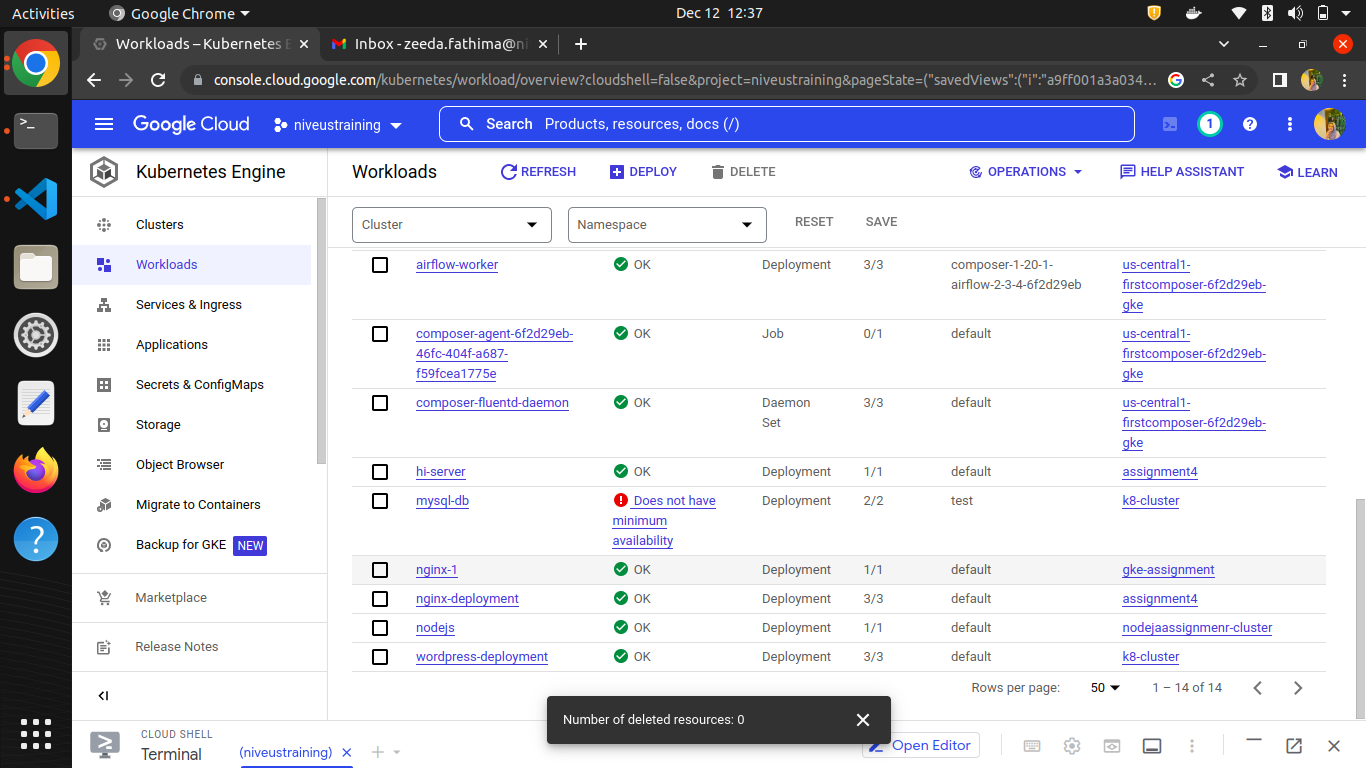 Activities
Google Chrome
Dec 12 12:37
Workloads – Kubernetes E
Inbox - zeeda.fathima@ni
console.cloud.google.com/kubernetes/workload/overview?cloudshell=false&project=niveustraining&pageState=("savedViews":("i":"a9ff001a3a034…
Google Cloud
niveustraining
Search Products, resources, docs (/)
1
Kubernetes Engine
Workloads
REFRESH
DEPLOY
DELETE
OPERATIONS
HELP ASSISTANT
LEARN
Clusters
Workloads
Services & Ingress
Applications
Secrets & ConfigMaps
Storage
Object Browser
Migrate to Containers
Backup for GKE NEW
Marketplace
Release Notes
Cluster
Namespace
RESET
SAVE
airflow-worker OK Deployment 3/3 composer-1-20-1- us-central1-
airflow-2-3-4-6f2d29eb firstcomposer-6f2d29eb-
gke
composer-agent-6f2d29eb- OK Job 0/1 default us-central1-
46fc-404f-a687- firstcomposer-6f2d29eb-
f59fcea1775e gke
composer-fluentd-daemon OK Daemon 3/3 default us-central1-
Set firstcomposer-6f2d29eb-
gke
hi-server OK Deployment 1/1 default assignment4
mysql-db Does not have Deployment 2/2 test k8-cluster
minimum
availability
nginx-1 OK Deployment 1/1 default gke-assignment
nginx-deployment OK Deployment 3/3 default assignment4
nodejs OK Deployment 1/1 default nodejaassignmenr-cluster
wordpress-deployment OK Deployment 3/3 default k8-cluster
Rows per page: 50 1 – 14 of 14
Number of deleted resources: 0
CLOUD SHELL
Terminal
(niveustraining)
Open Editor